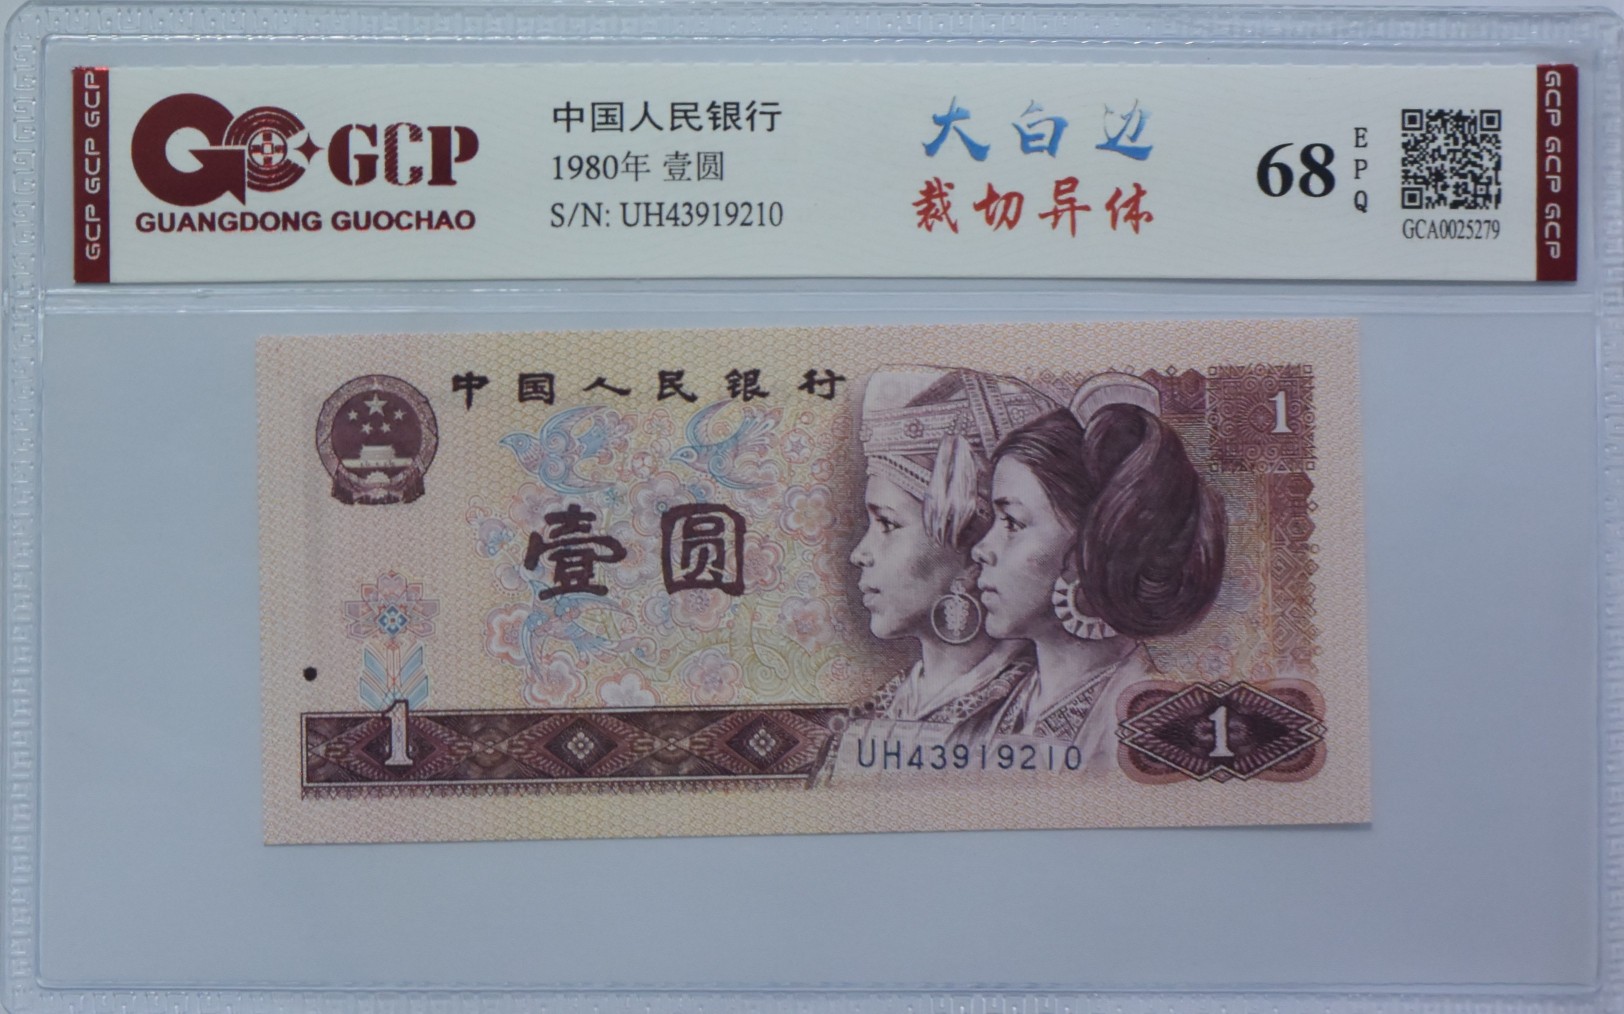 GCP GCP GCP
GCP
GUANGDONG GUOCHAO
中国人民银行
1980年 壹圆
S/N: UH43919210
大白边
裁切异体
68
EPQ
GCA0025279
GCP GCP GCP
中国人民银行
1
壹圆
1
UH43919210
1